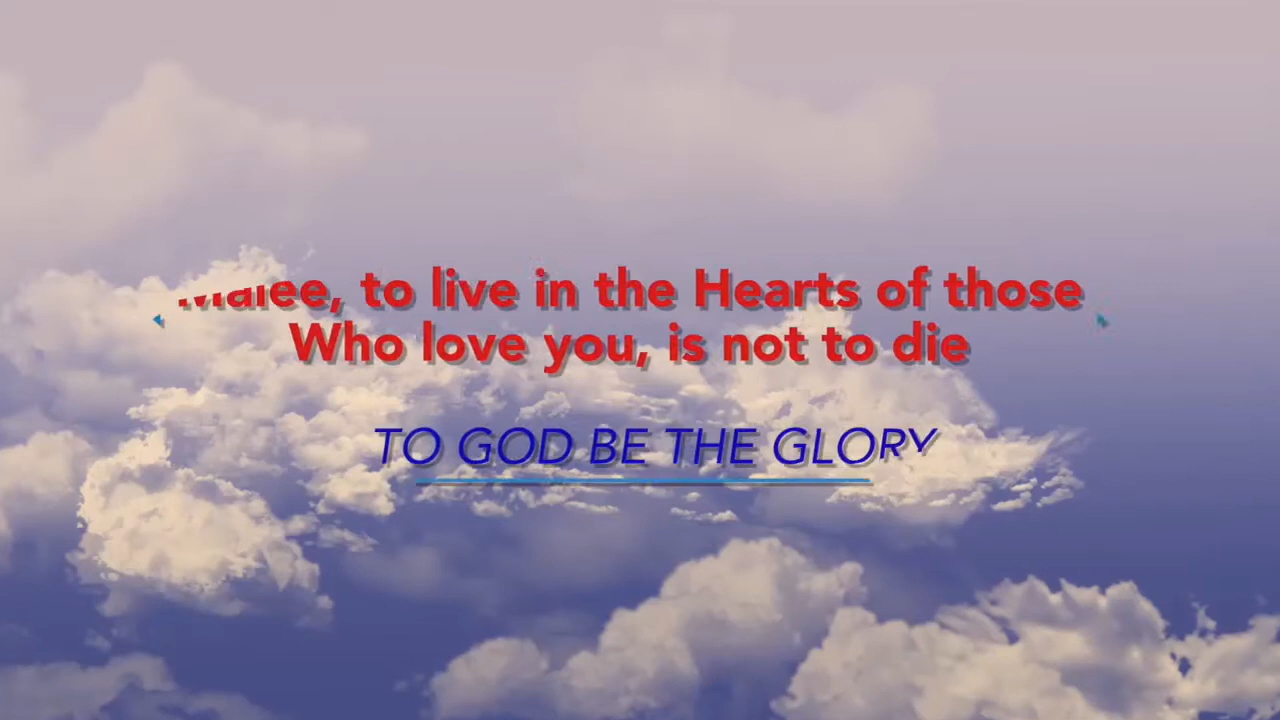 to live in the Hearts of those
Who love you, is not to die
TO GOD BE THE GLORY